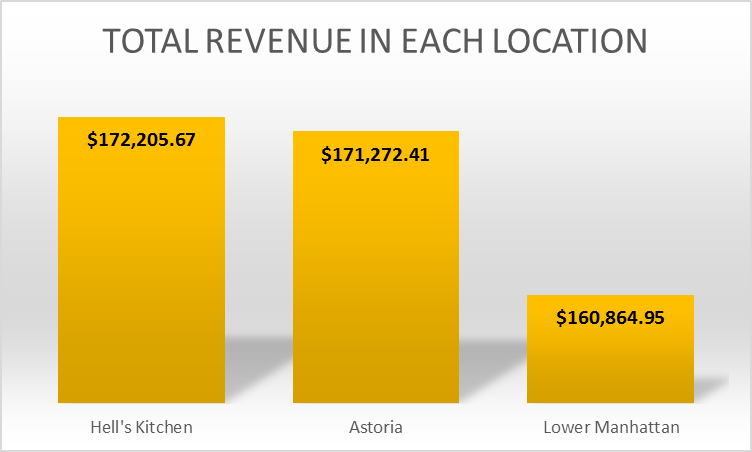 TOTAL REVENUE IN EACH LOCATION
$172,205.67
$171,272.41
$160,864.95
Hell's Kitchen
Astoria
Lower Manhattan